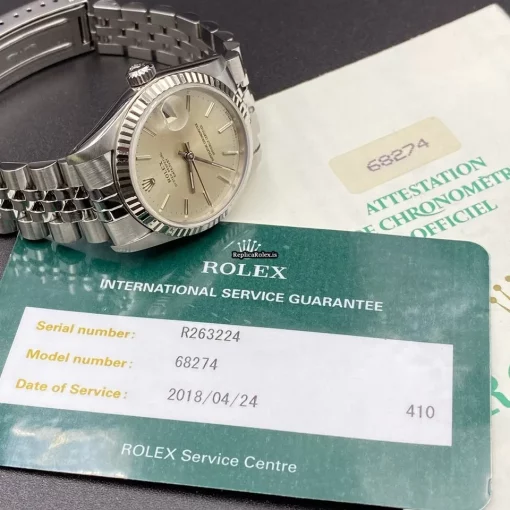 68274
ATTESTATION
DE CHRONOMÈTRE
OFFICIEL
ROLEX
ReplicaRolex.is
ROLEX
INTERNATIONAL SERVICE GUARANTEE
Serial number: R263224
Model number: 68274
Date of Service: 2018/04/24
410
ROLEX Service Centre